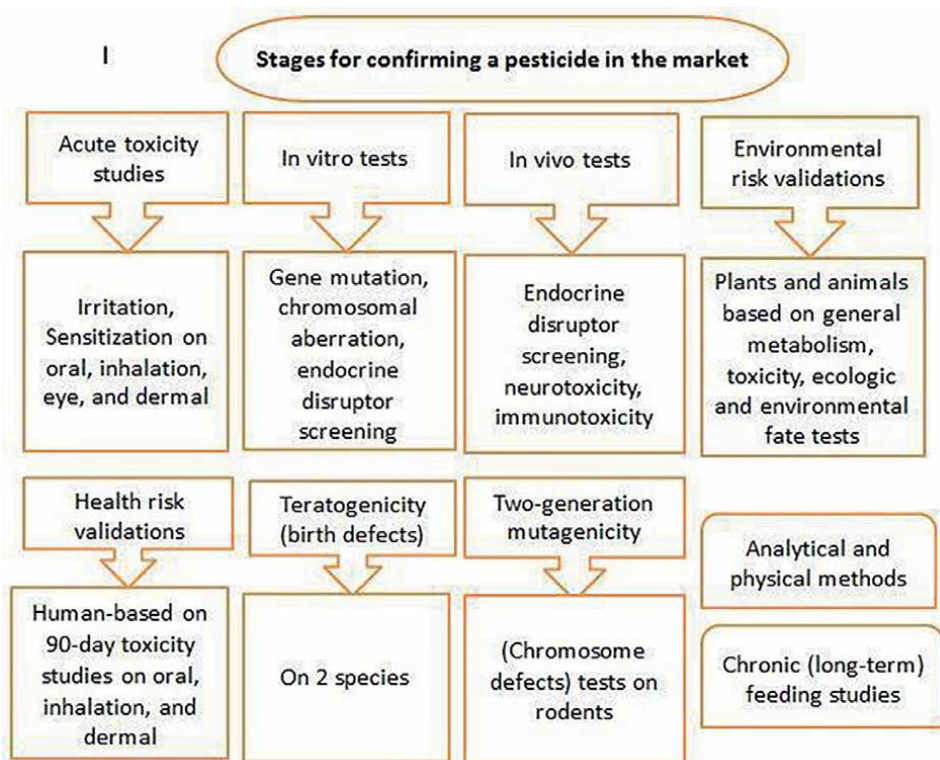 I
Stages for confirming a pesticide in the market
Acute toxicity
studies
In vitro tests
In vivo tests
Environmental
risk validations
Irritation,
Sensitization on
oral, inhalation,
eye, and dermal
Gene mutation,
chromosomal
aberration,
endocrine
disruptor
screening
Endocrine
disruptor
screening,
neurotoxicity,
immunotoxicity
Plants and animals
based on general
metabolism,
toxicity, ecologic
and environmental
fate tests
Health risk
validations
Teratogenicity
(birth defects)
Two-generation
mutagenicity
Analytical and
physical methods
Human-based on
90-day toxicity
studies on oral,
inhalation, and
dermal
On 2 species
(Chromosome
defects) tests on
rodents
Chronic (long-term)
feeding studies